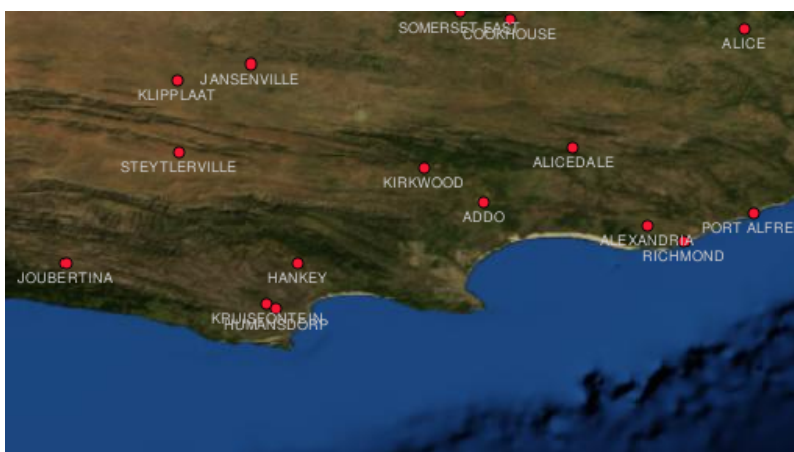 SOMERSET EAST
COOKHOUSE
ALICE
JANSENVILLE
KLIPPLAAT
STEYTLERVILLE
ALICEDALE
KIRKWOOD
ADDO
PORT ALFRE
ALEXANDRIA
RICHMOND
JOUBERTINA
HANKEY
KRUISFONTEIN
HUMANSDORP